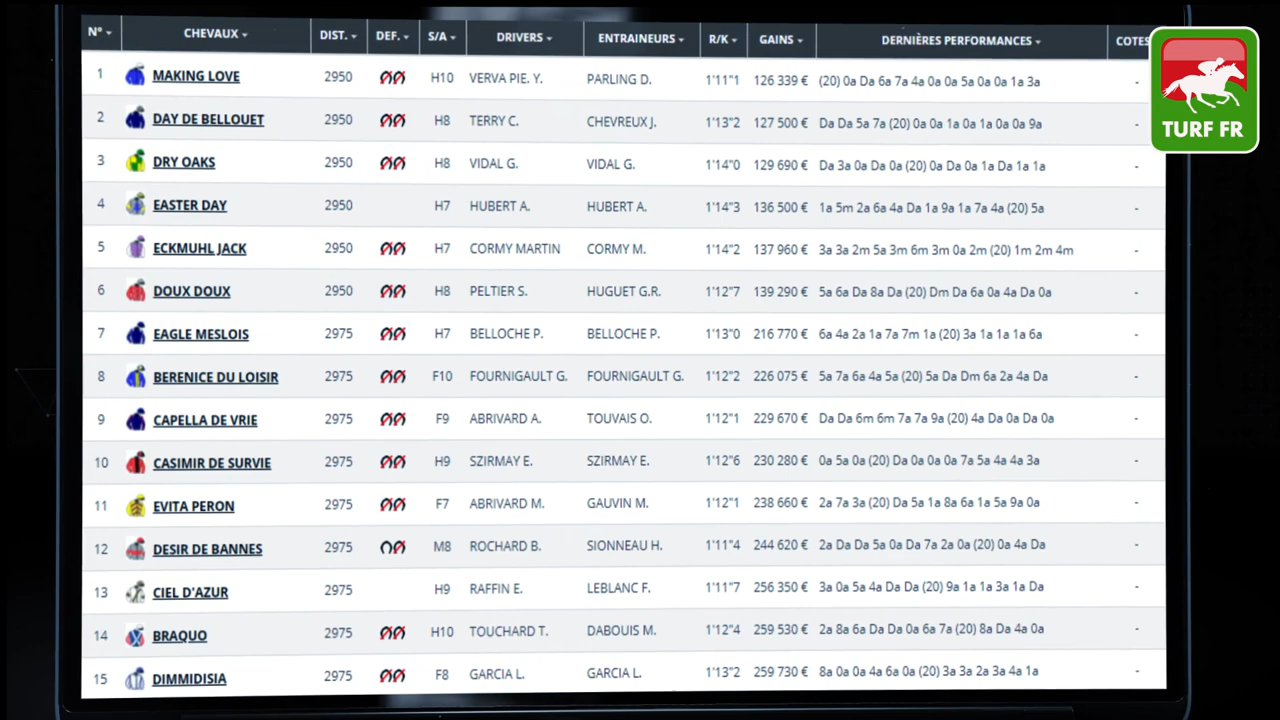 N° CHEVAUX DIST. DEF. S/A DRIVERS ENTRAINEURS R/K GAINS DERNIÈRES PERFORMANCES COTES
1 MAKING LOVE 2950 H10 VERVA PIE. Y. PARLING D. 1'11"1 126 339 € (20) 0a Da 6a 7a 4a 0a 0a 5a 0a 0a 1a 3a -
2 DAY DE BELLOUET 2950 H8 TERRY C. CHEVREUX J. 1'13"2 127 500 € Da Da 5a 7a (20) 0a 0a 1a 0a 1a 0a 0a 9a -
3 DRY OAKS 2950 H8 VIDAL G. VIDAL G. 1'14"0 129 690 € Da 3a 0a Da 0a (20) 0a Da 0a 1a Da 1a 1a -
4 EASTER DAY 2950 H7 HUBERT A. HUBERT A. 1'14"3 136 500 € 1a 5m 2a 6a 4a Da 1a 9a 1a 7a 4a (20) 5a -
5 ECKMUHL JACK 2950 H7 CORMY MARTIN CORMY M. 1'14"2 137 960 € 3a 3a 2m 5a 3m 6m 3m 0a 2m (20) 1m 2m 4m -
6 DOUX DOUX 2950 H8 PELTIER S. HUGUET G.R. 1'12"7 139 290 € 5a 6a Da 8a Da (20) Dm Da 6a 0a 4a Da 0a -
7 EAGLE MESLOIS 2975 H7 BELLOCHE P. BELLOCHE P. 1'13"0 216 770 € 6a 4a 2a 1a 7a 7m 1a (20) 3a 1a 1a 1a 6a -
8 BERENICE DU LOISIR 2975 F10 FOURNIGAULT G. FOURNIGAULT G. 1'12"2 226 075 € 5a 7a 6a 4a 5a (20) 5a Da Dm 6a 2a 4a Da -
9 CAPELLA DE VRIE 2975 F9 ABRIVARD A. TOUVAIS O. 1'12"1 229 670 € Da Da 6m 6m 7a 7a 9a (20) 4a Da 0a Da 0a -
10 CASIMIR DE SURVIE 2975 H9 SZIRMAY E. SZIRMAY E. 1'12"6 230 280 € 0a 5a 0a (20) Da 0a 0a 0a 7a 5a 4a 4a 3a -
11 EVITA PERON 2975 F7 ABRIVARD M. GAUVIN M. 1'12"1 238 660 € 2a 7a 3a (20) Da 5a 1a 8a 6a 1a 5a 9a 0a -
12 DESIR DE BANNES 2975 M8 ROCHARD B. SIONNEAU H. 1'11"4 244 620 € 2a Da Da 5a 0a Da 7a 2a 0a (20) 0a 4a Da -
13 CIEL D'AZUR 2975 H9 RAFFIN E. LEBLANC F. 1'11"7 256 350 € 3a 0a 5a 4a Da Da (20) 9a 1a 1a 3a 1a Da -
14 BRAQUO 2975 H10 TOUCHARD T. DABOUIS M. 1'12"4 259 530 € 2a 8a 6a Da Da 0a 6a 7a (20) 8a Da 4a 0a -
15 DIMMIDISIA 2975 F8 GARCIA L. GARCIA L. 1'13"2 259 730 € 8a 0a 0a 4a 6a 0a (20) 3a 3a 2a 3a 4a 1a -
TURF FR